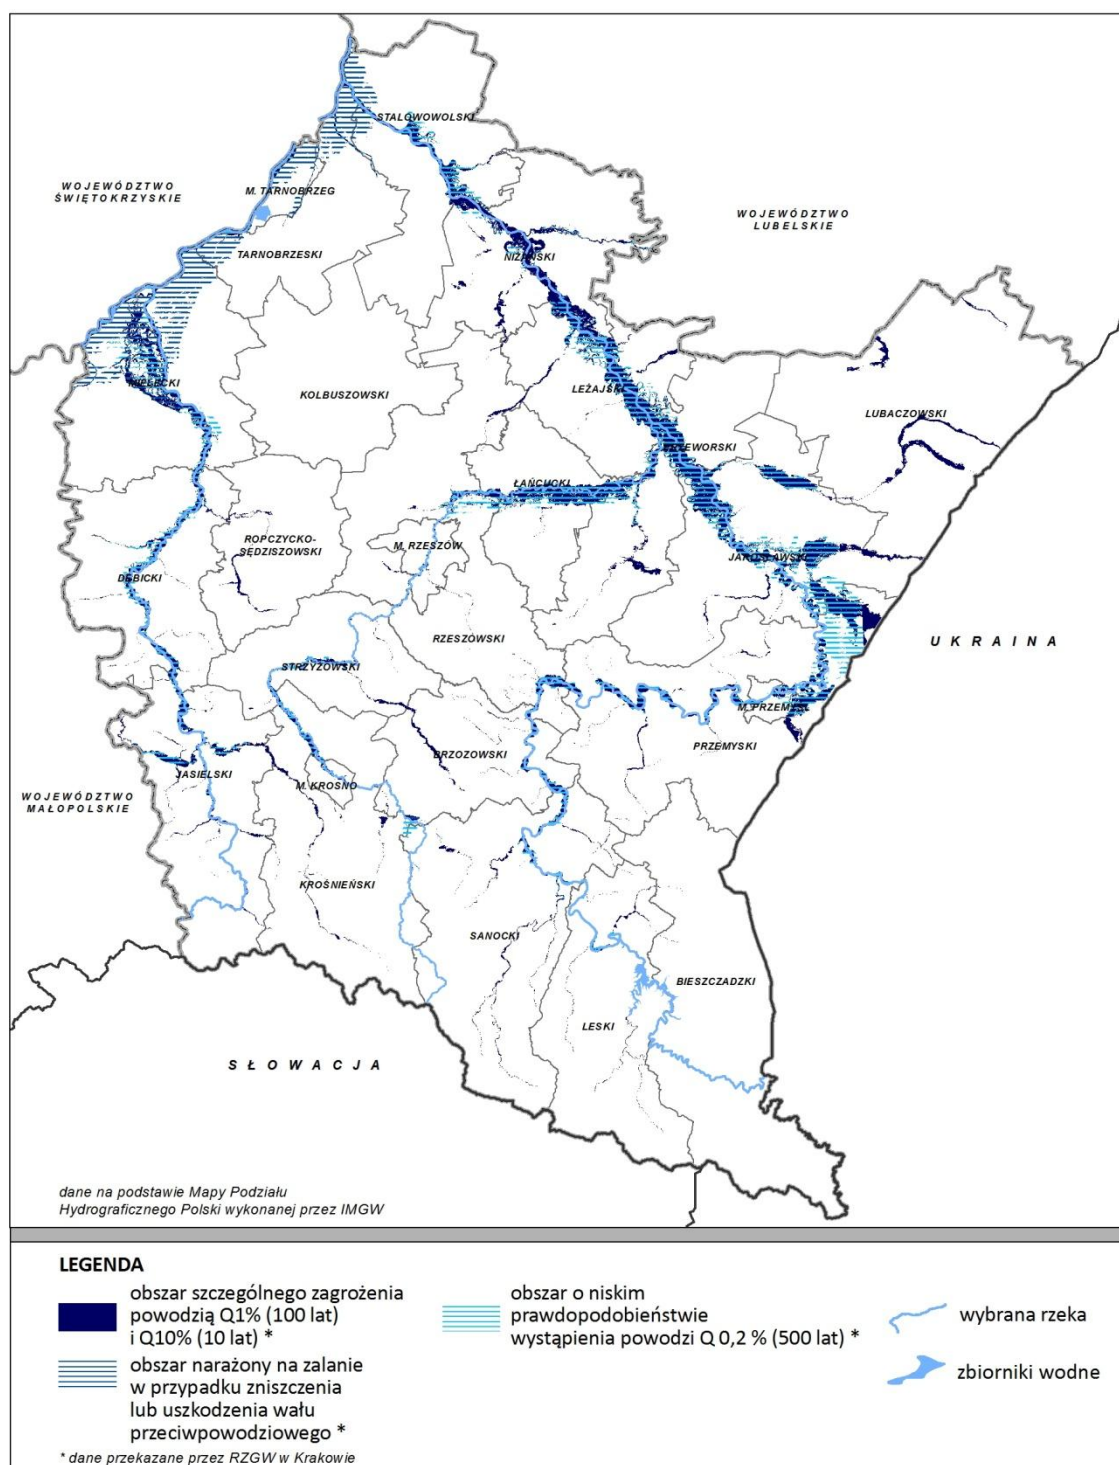 STALOWOWOLSKI
WOJEWÓDZTWO
ŚWIĘTOKRZYSKIE
M. TARNOBRZEG
WOJEWÓDZTWO
LUBELSKIE
TARNOBRZESKI
NIŻAŃSKI
MIELECKI
KOLBUSZOWSKI
LEŻAJSKI
LUBACZOWSKI
PRZEWORSKI
ŁAŃCUCKI
ROPCZYCKO-
SĘDZISZOWSKI
M. RZESZÓW
JAROSŁAWSKI
DĘBICKI
RZESZOWSKI
UKRAINA
STRZYŻOWSKI
M. PRZEMYŚL
PRZEMYSKI
BRZOZOWSKI
JASIELSKI
M. KROSNO
WOJEWÓDZTWO
MAŁOPOLSKIE
KROŚNIEŃSKI
SANOCKI
BIESZCZADZKI
LESKI
SŁOWACJA
dane na podstawie Mapy Podziału
Hydrograficznego Polski wykonanej przez IMGW
LEGENDA
obszar szczególnego zagrożenia
powodzią Q1% (100 lat)
i Q10% (10 lat) *
obszar narażony na zalanie
w przypadku zniszczenia
lub uszkodzenia wału
przeciwpowodziowego *
obszar o niskim
prawdopodobieństwie
wystąpienia powodzi Q 0,2 % (500 lat) *
wybrana rzeka
zbiorniki wodne
* dane przekazane przez RZGW w Krakowie